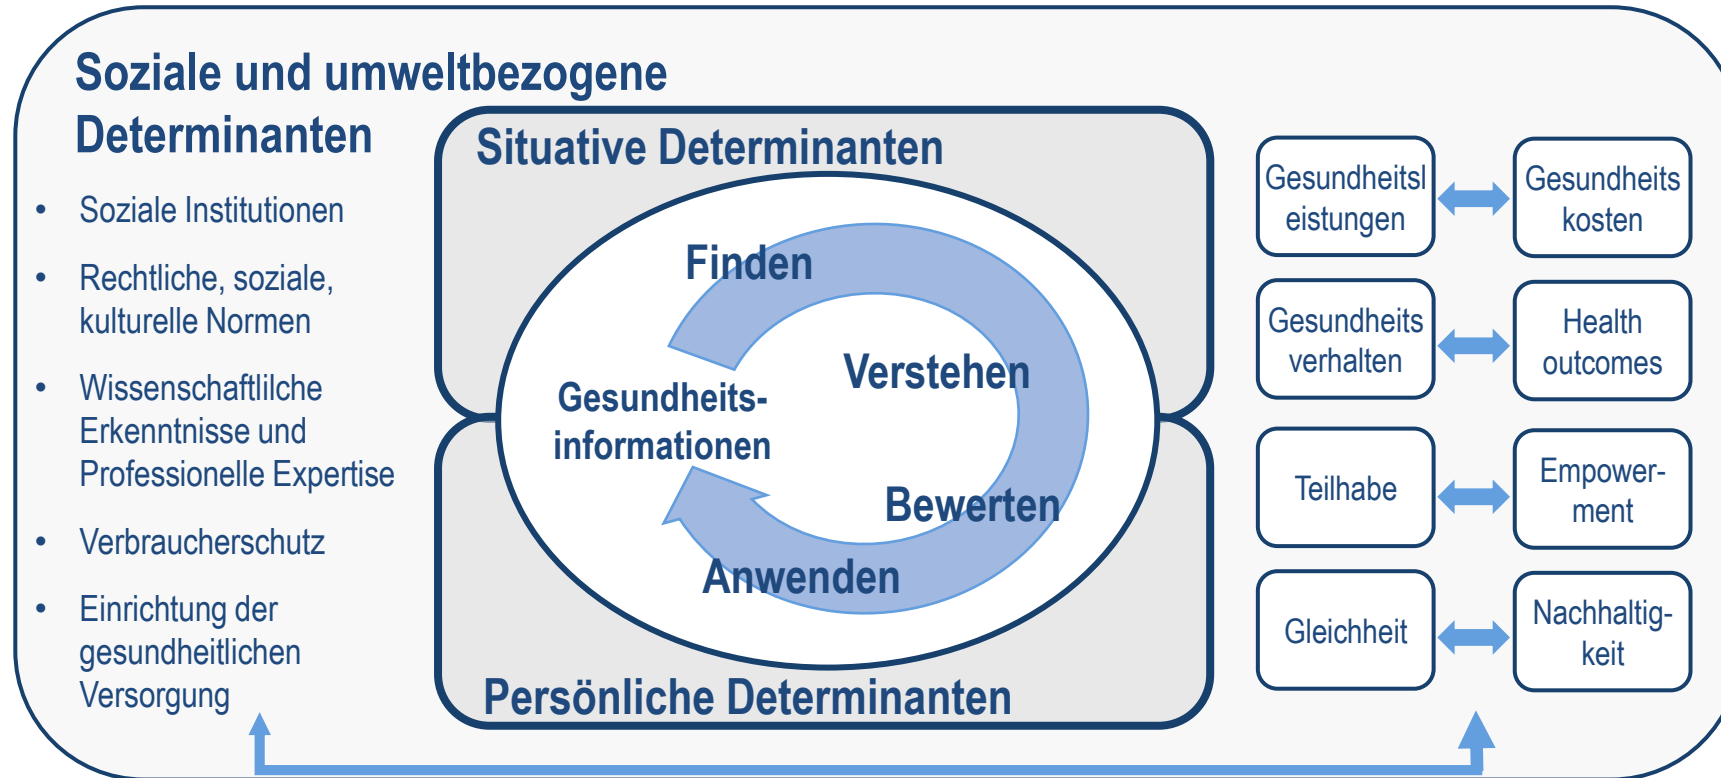 Soziale und umweltbezogene
Determinanten
• Soziale Institutionen
• Rechtliche, soziale,
kulturelle Normen
• Wissenschaftlilche
Erkenntnisse und
Professionelle Expertise
• Verbraucherschutz
• Einrichtung der
gesundheitlichen
Versorgung
Situative Determinanten
Finden
Verstehen
Gesundheits-
informationen
Bewerten
Anwenden
Persönliche Determinanten
Gesundheitsl
eistungen
Gesundheits
kosten
Gesundheits
verhalten
Health
outcomes
Teilhabe
Empower-
ment
Gleichheit
Nachhaltig-
keit